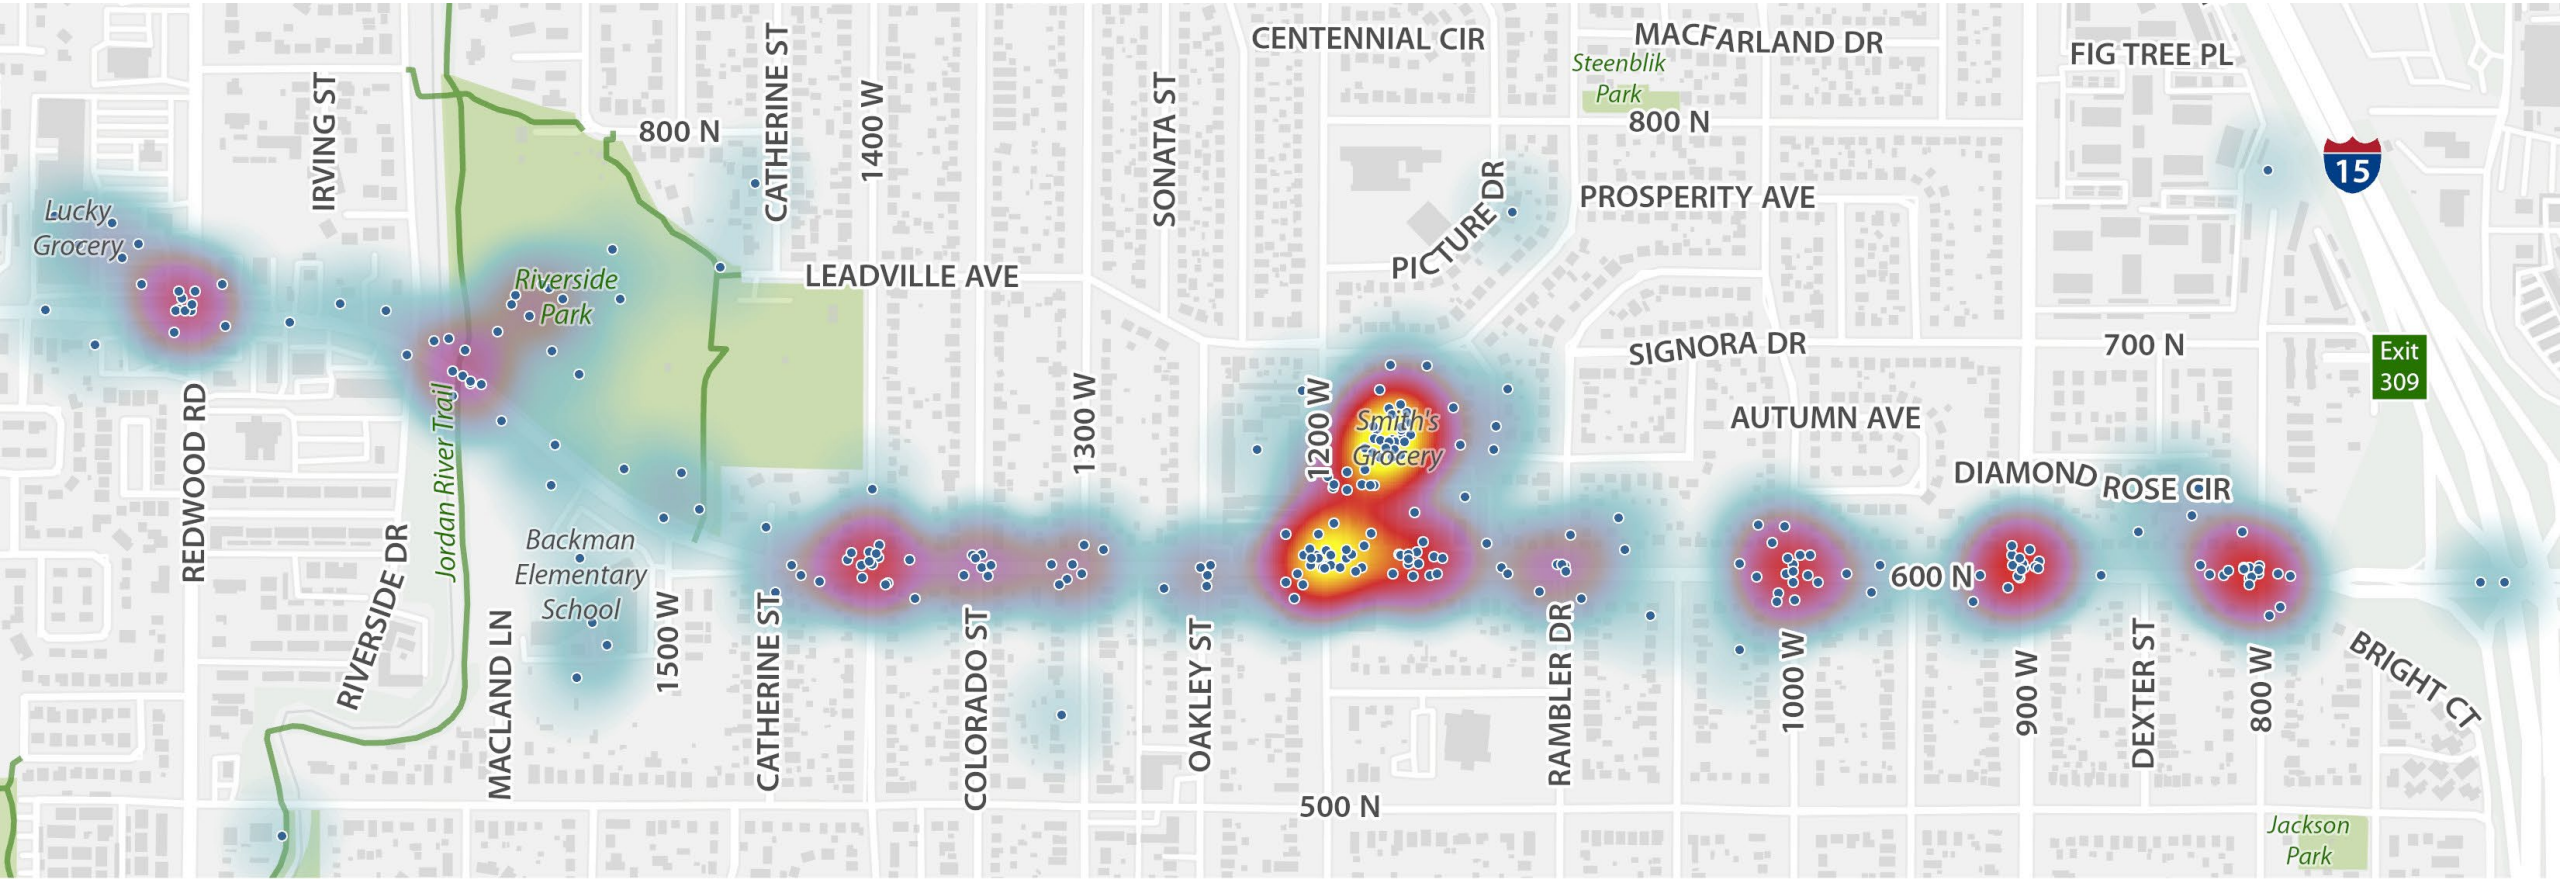 CENTENNIAL CIR
MACFARLAND DR
FIG TREE PL
Steenblik
Park
800 N
800 N
IRVING ST
CATHERINE ST
1400 W
SONATA ST
15
PICTURE DR
PROSPERITY AVE
Lucky
Grocery
Riverside
Park
LEADVILLE AVE
SIGNORA DR
700 N
Exit
309
REDWOOD RD
Jordan River Trail
1300 W
1200 W
Smith's
Grocery
AUTUMN AVE
DIAMOND ROSE CIR
RIVERSIDE DR
Backman
Elementary
School
600 N
MACLAND LN
1500 W
CATHERINE ST
COLORADO ST
OAKLEY ST
RAMBLER DR
1000 W
900 W
DEXTER ST
800 W
BRIGHT CT
500 N
Jackson
Park